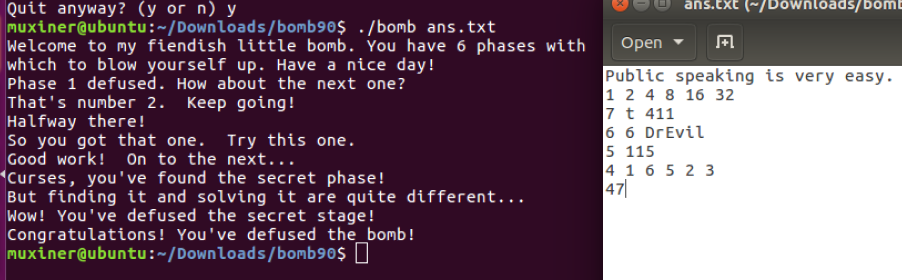 Quit anyway? (y or n) y
muxiner@ubuntu:~/Downloads/bomb90$ ./bomb ans.txt
Welcome to my fiendish little bomb. You have 6 phases with
which to blow yourself up. Have a nice day!
Phase 1 defused. How about the next one?
That's number 2.  Keep going!
Halfway there!
So you got that one.  Try this one.
Good work!  On to the next...
Curses, you've found the secret phase!
But finding it and solving it are quite different...
Wow! You've defused the secret stage!
Congratulations! You've defused the bomb!
muxiner@ubuntu:~/Downloads/bomb90$
ans.txt (~/Downloads/bomb
Open
Public speaking is very easy.
1 2 4 8 16 32
7 t 411
6 6 DrEvil
5 115
4 1 6 5 2 3
47